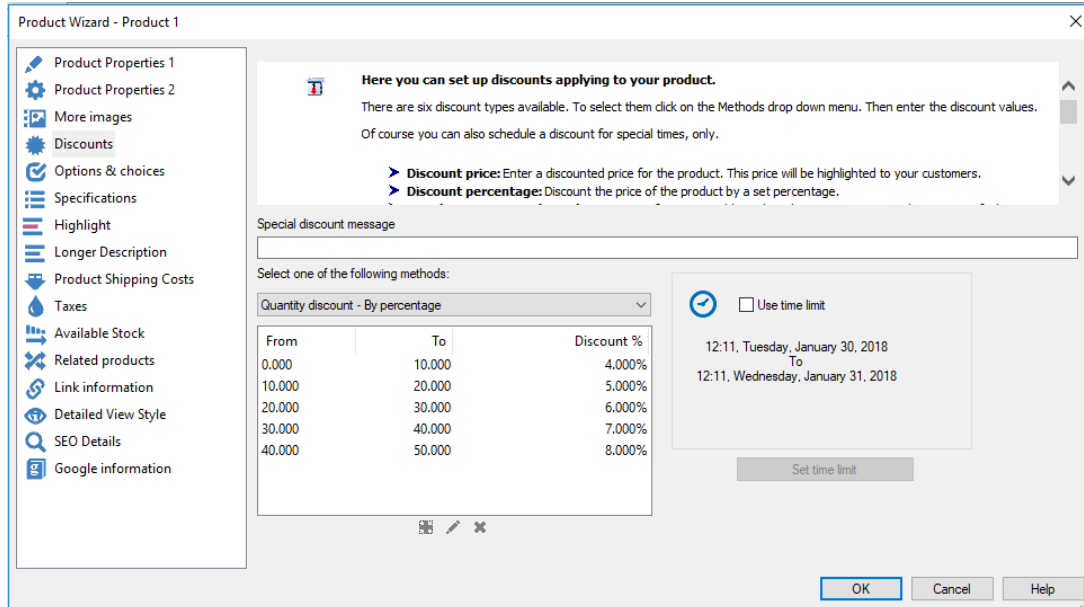 Product Wizard - Product 1
Product Properties 1
Product Properties 2
More images
Discounts
Options & choices
Specifications
Highlight
Longer Description
Product Shipping Costs
Taxes
Available Stock
Related products
Link information
Detailed View Style
SEO Details
Google information
Here you can set up discounts applying to your product.
There are six discount types available. To select them click on the Methods drop down menu. Then enter the discount values.
Of course you can also schedule a discount for special times, only.
Discount price: Enter a discounted price for the product. This price will be highlighted to your customers.
Discount percentage: Discount the price of the product by a set percentage.
Special discount message
Select one of the following methods:
Quantity discount - By percentage
From To Discount %
0.000 10.000 4.000%
10.000 20.000 5.000%
20.000 30.000 6.000%
30.000 40.000 7.000%
40.000 50.000 8.000%
Use time limit
12:11, Tuesday, January 30, 2018
To
12:11, Wednesday, January 31, 2018
Set time limit
OK Cancel Help